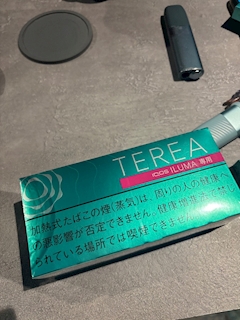 TEREA
IQOS ILUMA 専用
加熱式たばこの煙(蒸気)は、周りの人の健康へ
の悪影響が否定できません。健康増進法で禁じ
られている場所では喫煙できません。